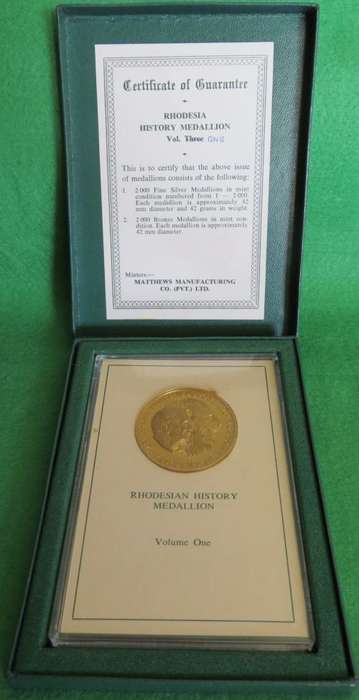 Certificate of Guarantee
RHODESIA
HISTORY MEDALLION
Vol. Three ONE
This is to certify that the above issue
of medallions consists of the following:
1. 2 000 Fine Silver Medallions in mint
condition numbered from 1 — 2 000.
Each medallion is approximately 42
mm diameter and 42 grams in weight.
2. 2 000 Bronze Medallions in mint con-
dition. Each medallion is approximately
42 mm diameter
Minters:—
MATTHEWS MANUFACTURING
CO. (PVT.) LTD.
RHODESIAN HISTORY
MEDALLION
Volume One